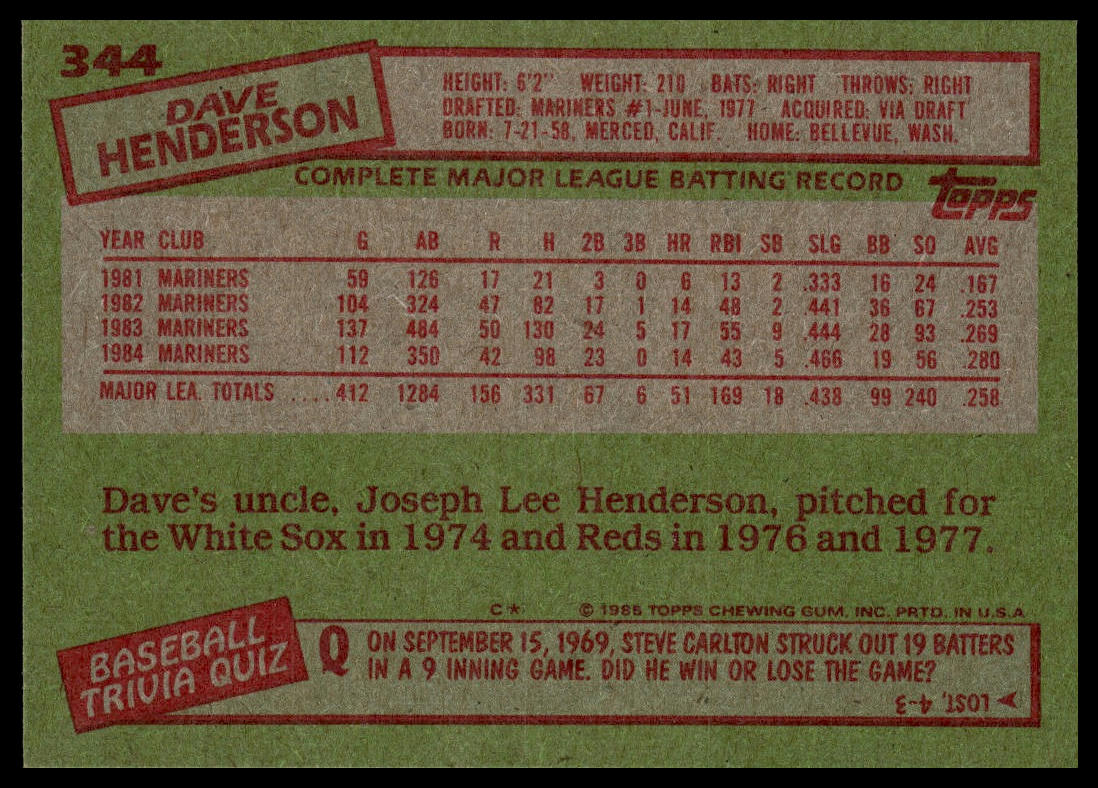 344
DAVE
HENDERSON
HEIGHT: 6'2" WEIGHT: 210 BATS: RIGHT THROWS: RIGHT
DRAFTED: MARINERS #1-JUNE, 1977 - ACQUIRED: VIA DRAFT
BORN: 7-21-58, MERCED, CALIF. HOME: BELLEVUE, WASH.
COMPLETE MAJOR LEAGUE BATTING RECORD
topps
YEAR CLUB G AB R H 2B 3B HR RBI SB SLG BB SO AVG
1981 MARINERS 59 126 17 21 3 0 6 13 2 .333 16 24 .167
1982 MARINERS 104 324 47 82 17 1 14 48 2 .441 36 67 .253
1983 MARINERS 137 484 50 130 24 5 17 55 9 .444 28 93 .269
1984 MARINERS 112 350 42 98 23 0 14 43 5 .466 19 56 .280
MAJOR LEA. TOTALS ....412 1284 156 331 67 6 51 169 18 .438 99 240 .258
Dave's uncle, Joseph Lee Henderson, pitched for
the White Sox in 1974 and Reds in 1976 and 1977.
C* © 1985 TOPPS CHEWING GUM, INC. PRTD. IN U.S.A
BASEBALL
TRIVIA QUIZ
Q ON SEPTEMBER 15, 1969, STEVE CARLTON STRUCK OUT 19 BATTERS
IN A 9 INNING GAME. DID HE WIN OR LOSE THE GAME?
LOST, 4-3